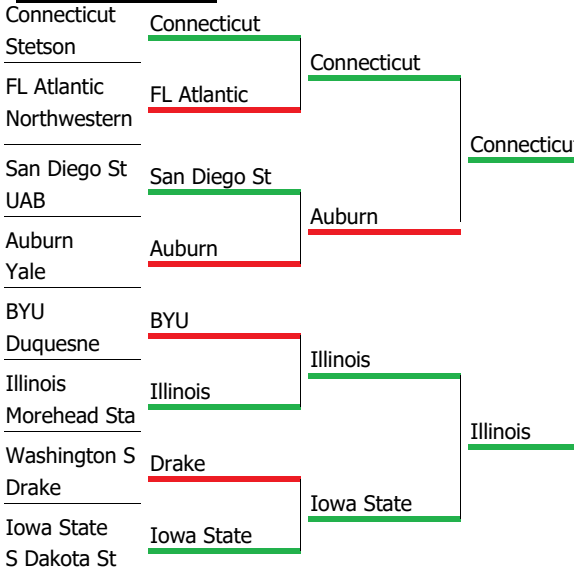 Connecticut
Stetson
FL Atlantic
Northwestern
San Diego St
UAB
Auburn
Yale
BYU
Duquesne
Illinois
Morehead Sta
Washington S
Drake
Iowa State
S Dakota St
Connecticut
FL Atlantic
San Diego St
Auburn
BYU
Illinois
Drake
Iowa State
Connecticut
Auburn
Illinois
Iowa State
Connecticu
Illinois